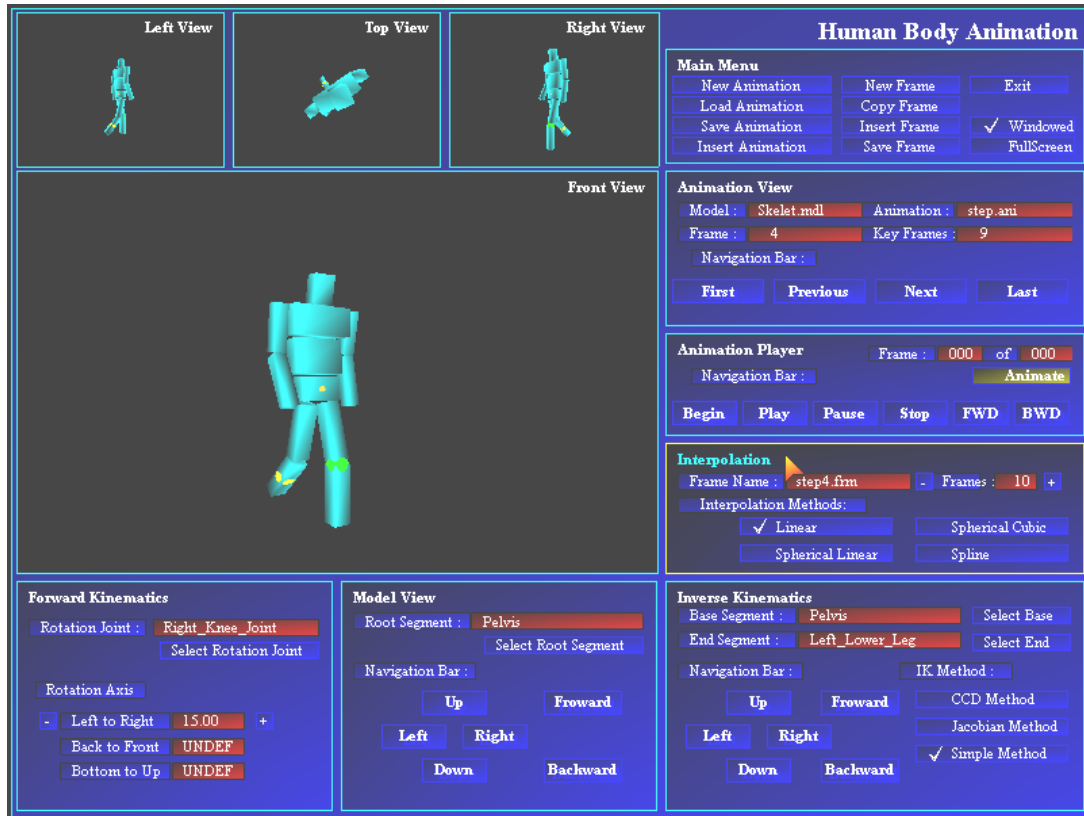 Left View
Top View
Right View
Human Body Animation
Main Menu
New Animation New Frame Exit
Load Animation Copy Frame
Save Animation Insert Frame ✓ Windowed
Insert Animation Save Frame FullScreen
Front View
Animation View
Model : Skelet.mdl Animation : step.ani
Frame : 4 Key Frames : 9
Navigation Bar :
First Previous Next Last
Animation Player Frame : 000 of 000
Navigation Bar : Animate
Begin Play Pause Stop FWD BWD
Interpolation
Frame Name : step4.frm - Frames : 10 +
Interpolation Methods:
✓ Linear Spherical Cubic
Spherical Linear Spline
Forward Kinematics
Rotation Joint : Right_Knee_Joint
Select Rotation Joint
Rotation Axis
- Left to Right 15.00 +
Back to Front UNDEF
Bottom to Up UNDEF
Model View
Root Segment : Pelvis
Select Root Segment
Navigation Bar :
Up Froward
Left Right
Down Backward
Inverse Kinematics
Base Segment : Pelvis Select Base
End Segment : Left_Lower_Leg Select End
Navigation Bar : IK Method :
Up Froward CCD Method
Left Right Jacobian Method
Down Backward ✓ Simple Method